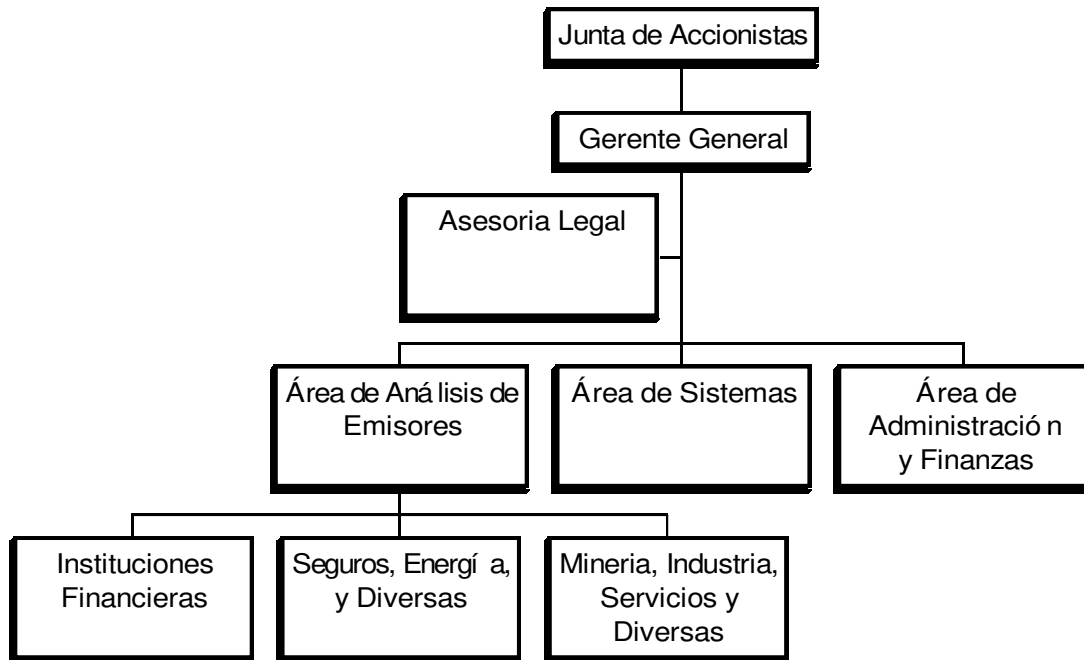 Junta de Accionistas
Gerente General
Asesoria Legal
Área de Aná lisis de
Emisores
Área de Sistemas
Área de
Administració n
y Finanzas
Instituciones
Financieras
Seguros, Energí a,
y Diversas
Mineria, Industria,
Servicios y
Diversas